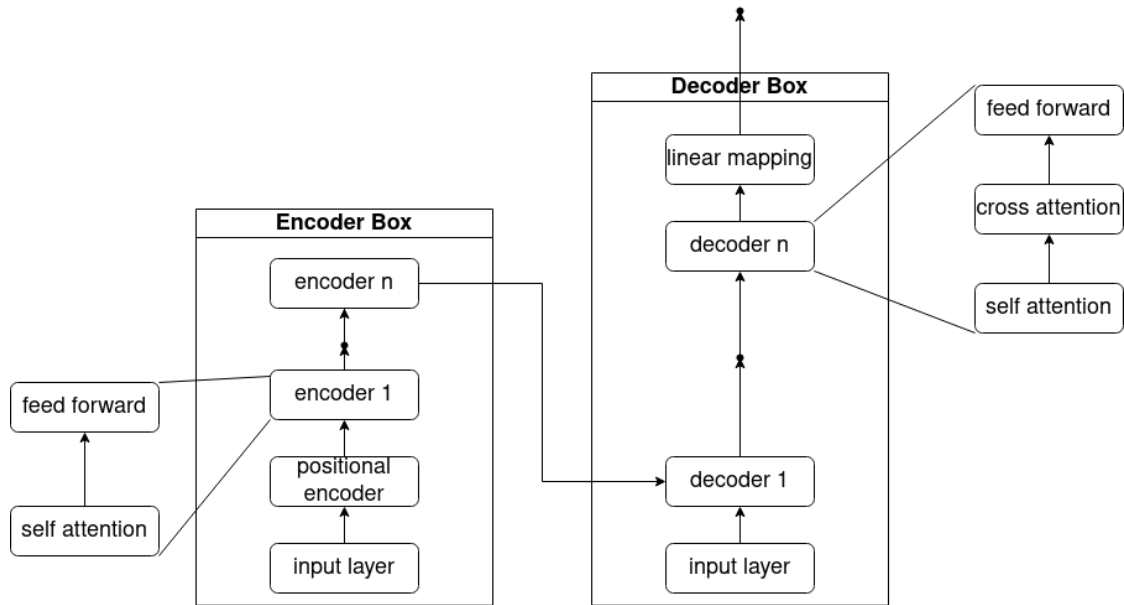 Encoder Box
encoder n
encoder 1
positional
encoder
input layer
feed forward
self attention
Decoder Box
linear mapping
decoder n
decoder 1
input layer
feed forward
cross attention
self attention